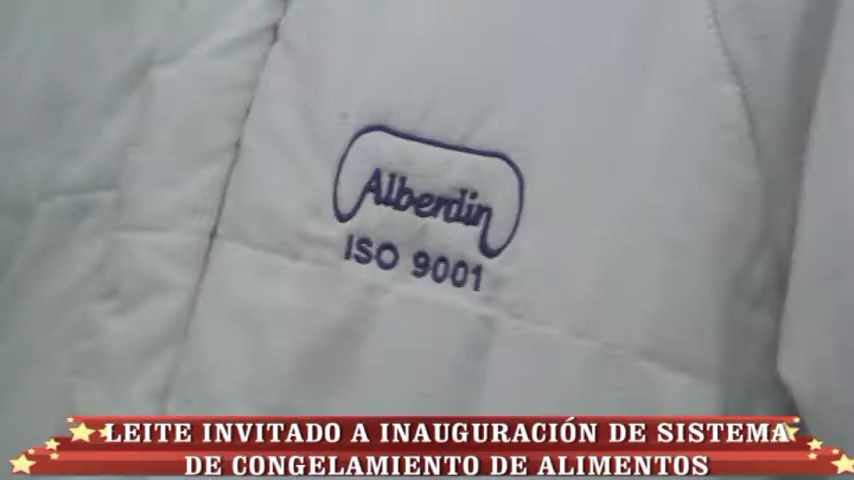 Alberdin
ISO 9001
LEITE INVITADO A INAUGURACIÓN DE SISTEMA
DE CONGELAMIENTO DE ALIMENTOS